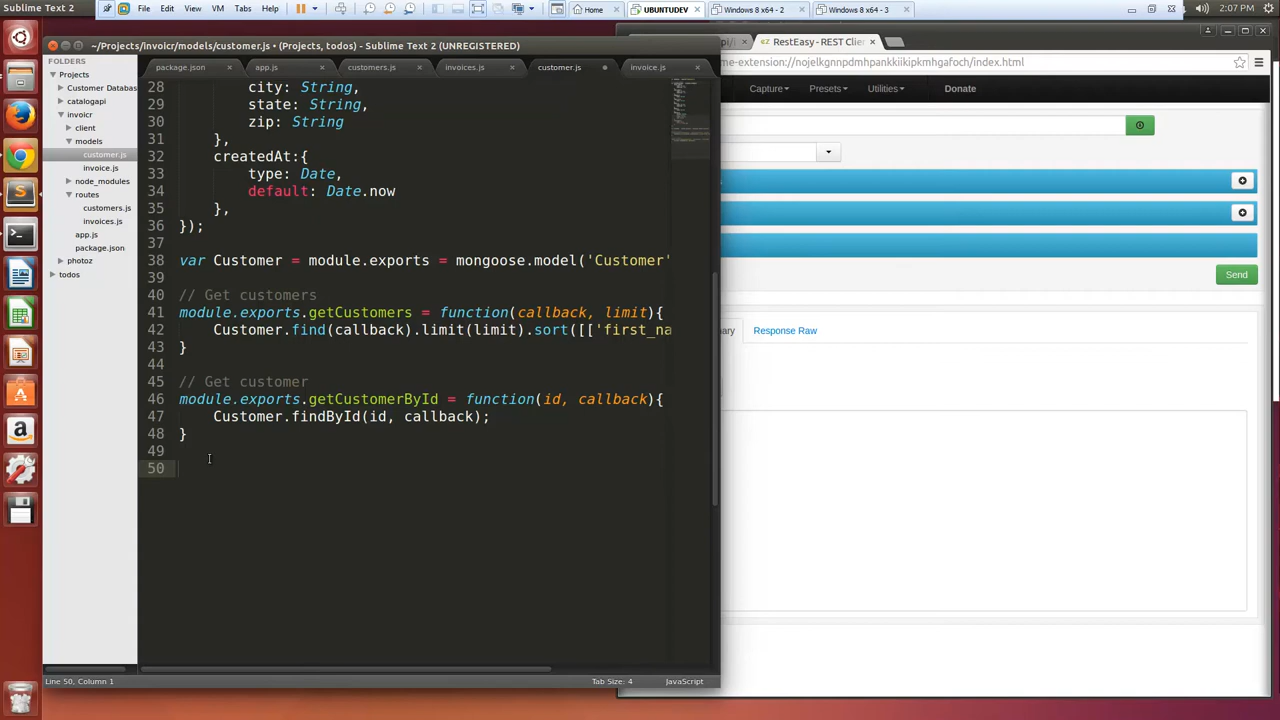 Sublime Text 2
File Edit View VM Tabs Help
Home
UBUNTUDEV
Windows 8 x64 - 2
Windows 8 x64 - 3
2:07 PM
~/Projects/invoicr/models/customer.js • (Projects, todos) - Sublime Text 2 (UNREGISTERED)
FOLDERS
Projects
Customer Databas
catalogapi
invoicr
client
models
customer.js
invoice.js
node_modules
routes
customers.js
invoices.js
app.js
package.json
photoz
todos
package.json
app.js
customers.js
invoices.js
customer.js
invoice.js
28 city: String,
29 state: String,
30 zip: String
31 },
32 createdAt:{
33 type: Date,
34 default: Date.now
35 },
36 });
37
38 var Customer = module.exports = mongoose.model('Customer'
39
40 // Get customers
41 module.exports.getCustomers = function(callback, limit){
42 Customer.find(callback).limit(limit).sort([['first_na
43 }
44
45 // Get customer
46 module.exports.getCustomerById = function(id, callback){
47 Customer.findById(id, callback);
48 }
49
50
Line 50, Column 1
Tab Size: 4
JavaScript
RestEasy - REST Clie
me-extension://nojelkgnnpdmhpankkiikipkmhgafoch/index.html
Capture Presets Utilities Donate
Send
Response Raw